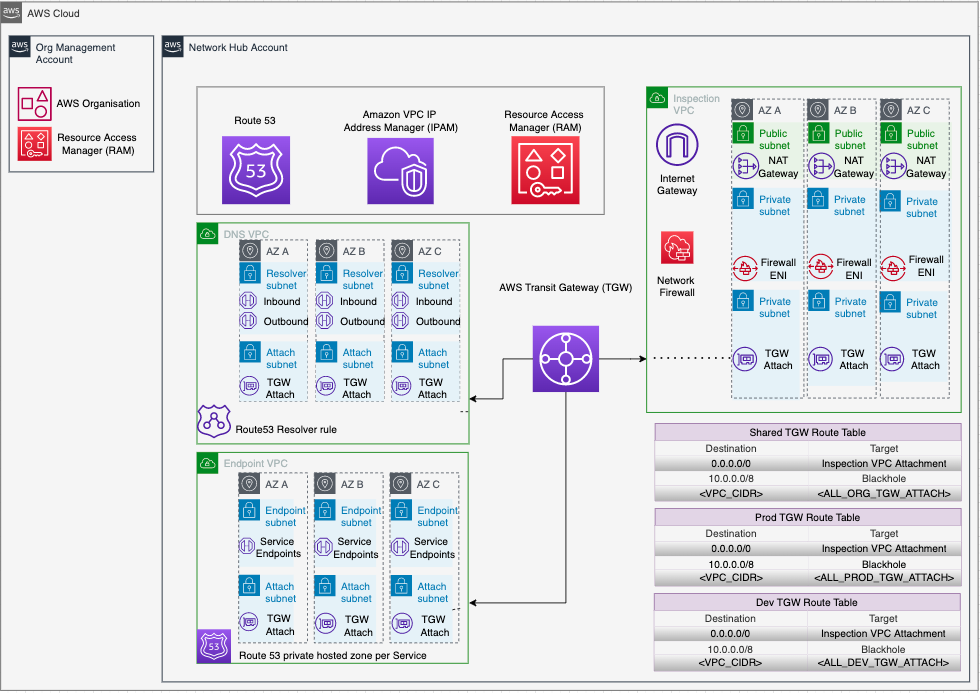 aws
AWS Cloud
aws
Org Management
Account
AWS Organisation
Resource Access
Manager (RAM)
aws
Network Hub Account
Route 53
53
Amazon VPC IP
Address Manager (IPAM)
Resource Access
Manager (RAM)
DNS VPC
AZ A
AZ B
AZ C
Resolver
subnet
Resolver
subnet
Resolver
subnet
Inbound
Inbound
Inbound
Outbound
Outbound
Outbound
Attach
subnet
Attach
subnet
Attach
subnet
TGW
Attach
TGW
Attach
TGW
Attach
Route53 Resolver rule
Endpoint VPC
AZ A
AZ B
AZ C
Endpoint
subnet
Endpoint
subnet
Endpoint
subnet
Service
Endpoints
Service
Endpoints
Service
Endpoints
Attach
subnet
Attach
subnet
Attach
subnet
TGW
Attach
TGW
Attach
TGW
Attach
53
Route 53 private hosted zone per Service
AWS Transit Gateway (TGW)
Inspection
VPC
Internet
Gateway
Network
Firewall
AZ A
AZ B
AZ C
Public
subnet
Public
subnet
Public
subnet
NAT
Gateway
NAT
Gateway
NAT
Gateway
Private
subnet
Private
subnet
Private
subnet
Firewall
ENI
Firewall
ENI
Firewall
ENI
Private
subnet
Private
subnet
Private
subnet
TGW
Attach
TGW
Attach
TGW
Attach
Shared TGW Route Table
Destination Target
0.0.0.0/0 Inspection VPC Attachment
10.0.0.0/8 Blackhole
<VPC_CIDR> <ALL_ORG_TGW_ATTACH>
Prod TGW Route Table
Destination Target
0.0.0.0/0 Inspection VPC Attachment
10.0.0.0/8 Blackhole
<VPC_CIDR> <ALL_PROD_TGW_ATTACH>
Dev TGW Route Table
Destination Target
0.0.0.0/0 Inspection VPC Attachment
10.0.0.0/8 Blackhole
<VPC_CIDR> <ALL_DEV_TGW_ATTACH>